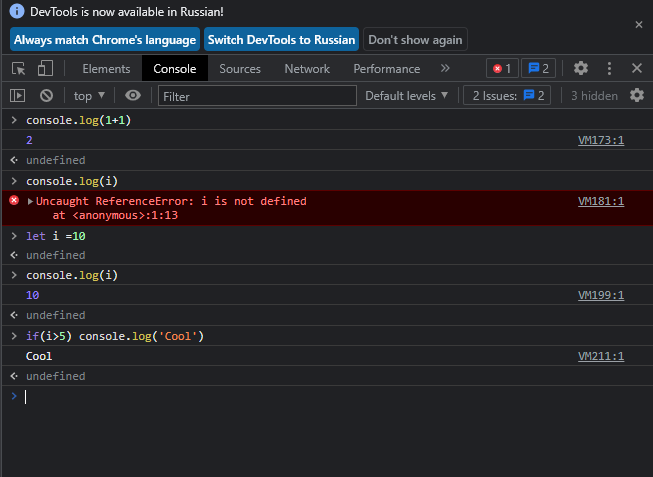 DevTools is now available in Russian!
Always match Chrome's language Switch DevTools to Russian Don't show again
Elements Console Sources Network Performance » 1 2
top Filter Default levels 2 Issues: 2 3 hidden
> console.log(1+1)
2 VM173:1
undefined
> console.log(i)
Uncaught ReferenceError: i is not defined VM181:1
at <anonymous>:1:13
> let i =10
undefined
> console.log(i)
10 VM199:1
undefined
> if(i>5) console.log('Cool')
Cool VM211:1
undefined
>